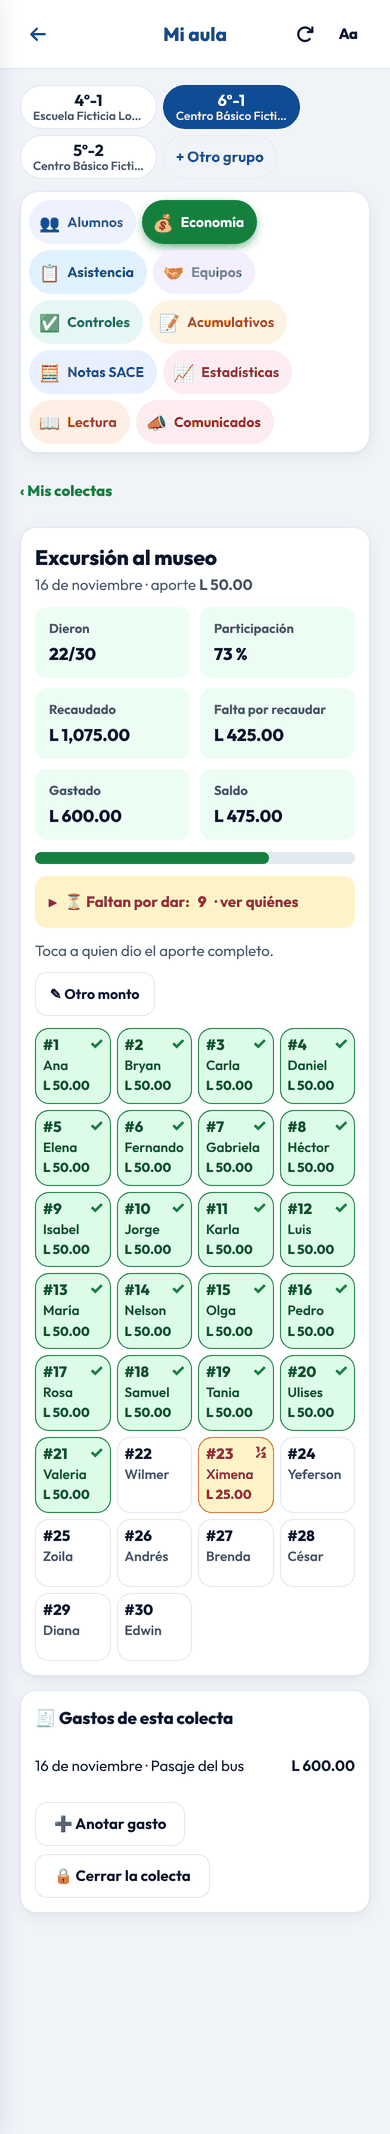 Mi aula
Aa
4°-1
Escuela Ficticia Lo...
6°-1
Centro Básico Ficti...
5°-2
Centro Básico Ficti...
+ Otro grupo
Alumnos
Economía
Asistencia
Equipos
Controles
Acumulativos
Notas SACE
Estadísticas
Lectura
Comunicados
‹ Mis colectas
Excursión al museo
16 de noviembre · aporte L 50.00
Dieron
22/30
Participación
73 %
Recaudado
L 1,075.00
Falta por recaudar
L 425.00
Gastado
L 600.00
Saldo
L 475.00
▸ ⏳ Faltan por dar: 9 · ver quiénes
Toca a quien dio el aporte completo.
✎ Otro monto
#1 ✓
Ana
L 50.00
#2 ✓
Bryan
L 50.00
#3 ✓
Carla
L 50.00
#4 ✓
Daniel
L 50.00
#5 ✓
Elena
L 50.00
#6 ✓
Fernando
L 50.00
#7 ✓
Gabriela
L 50.00
#8 ✓
Héctor
L 50.00
#9 ✓
Isabel
L 50.00
#10 ✓
Jorge
L 50.00
#11 ✓
Karla
L 50.00
#12 ✓
Luis
L 50.00
#13 ✓
María
L 50.00
#14 ✓
Nelson
L 50.00
#15 ✓
Olga
L 50.00
#16 ✓
Pedro
L 50.00
#17 ✓
Rosa
L 50.00
#18 ✓
Samuel
L 50.00
#19 ✓
Tania
L 50.00
#20 ✓
Ulises
L 50.00
#21 ✓
Valeria
L 50.00
#22
Wilmer
#23 ½
Ximena
L 25.00
#24
Yeferson
#25
Zoila
#26
Andrés
#27
Brenda
#28
César
#29
Diana
#30
Edwin
🧾 Gastos de esta colecta
16 de noviembre · Pasaje del bus L 600.00
➕ Anotar gasto
🔒 Cerrar la colecta